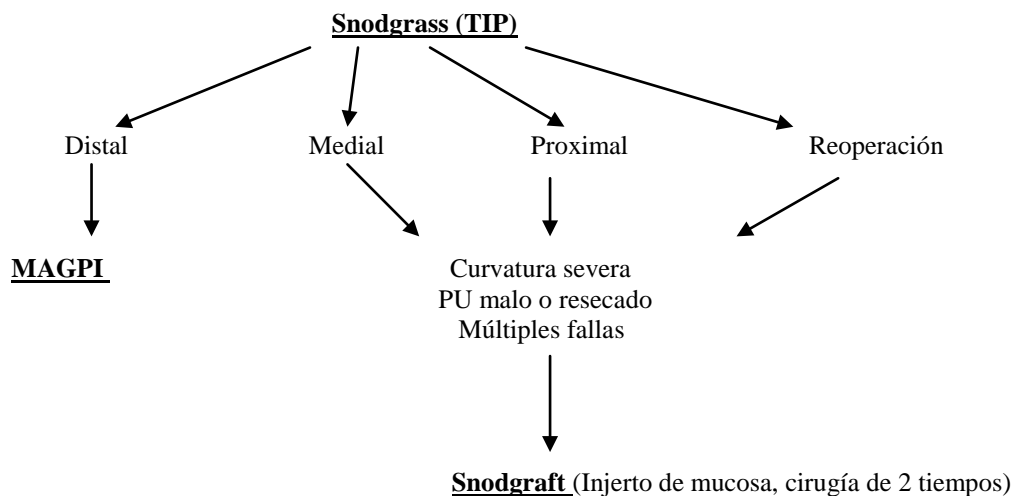 Snodgrass (TIP)
Distal Medial Proximal Reoperación
MAGPI
Curvatura severa
PU malo o resecado
Múltiples fallas
Snodgraft (Injerto de mucosa, cirugía de 2 tiempos)